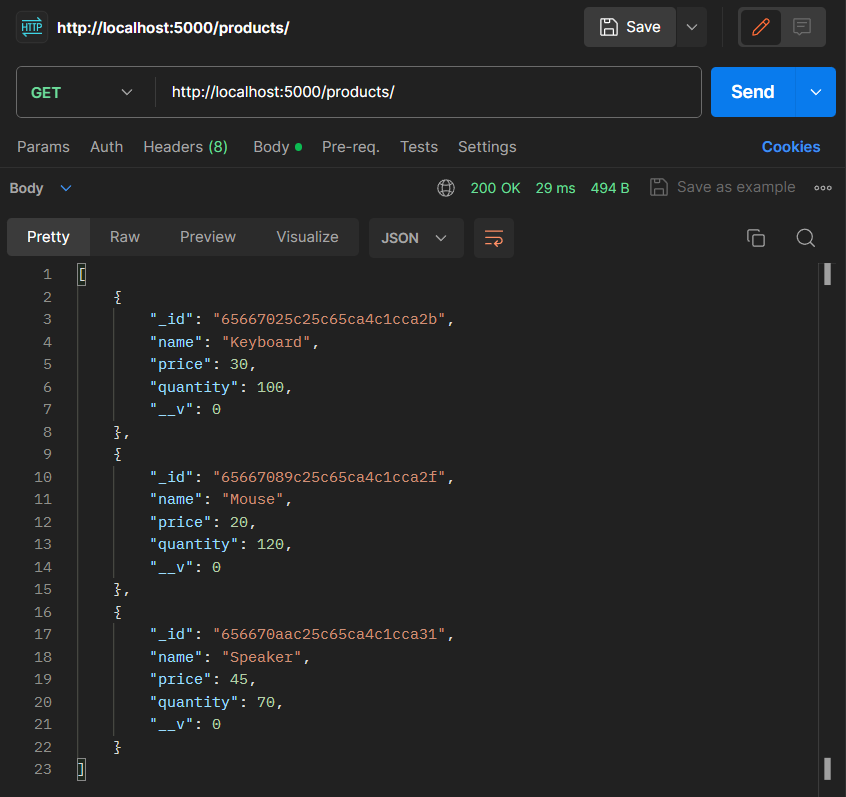 HTTP http://localhost:5000/products/ Save
GET http://localhost:5000/products/ Send
Params Auth Headers (8) Body Pre-req. Tests Settings Cookies
Body 200 OK 29 ms 494 B Save as example
Pretty Raw Preview Visualize JSON
1 [
2 {
3 "_id": "65667025c25c65ca4c1cca2b",
4 "name": "Keyboard",
5 "price": 30,
6 "quantity": 100,
7 "__v": 0
8 },
9 {
10 "_id": "65667089c25c65ca4c1cca2f",
11 "name": "Mouse",
12 "price": 20,
13 "quantity": 120,
14 "__v": 0
15 },
16 {
17 "_id": "656670aac25c65ca4c1cca31",
18 "name": "Speaker",
19 "price": 45,
20 "quantity": 70,
21 "__v": 0
22 }
23 ]